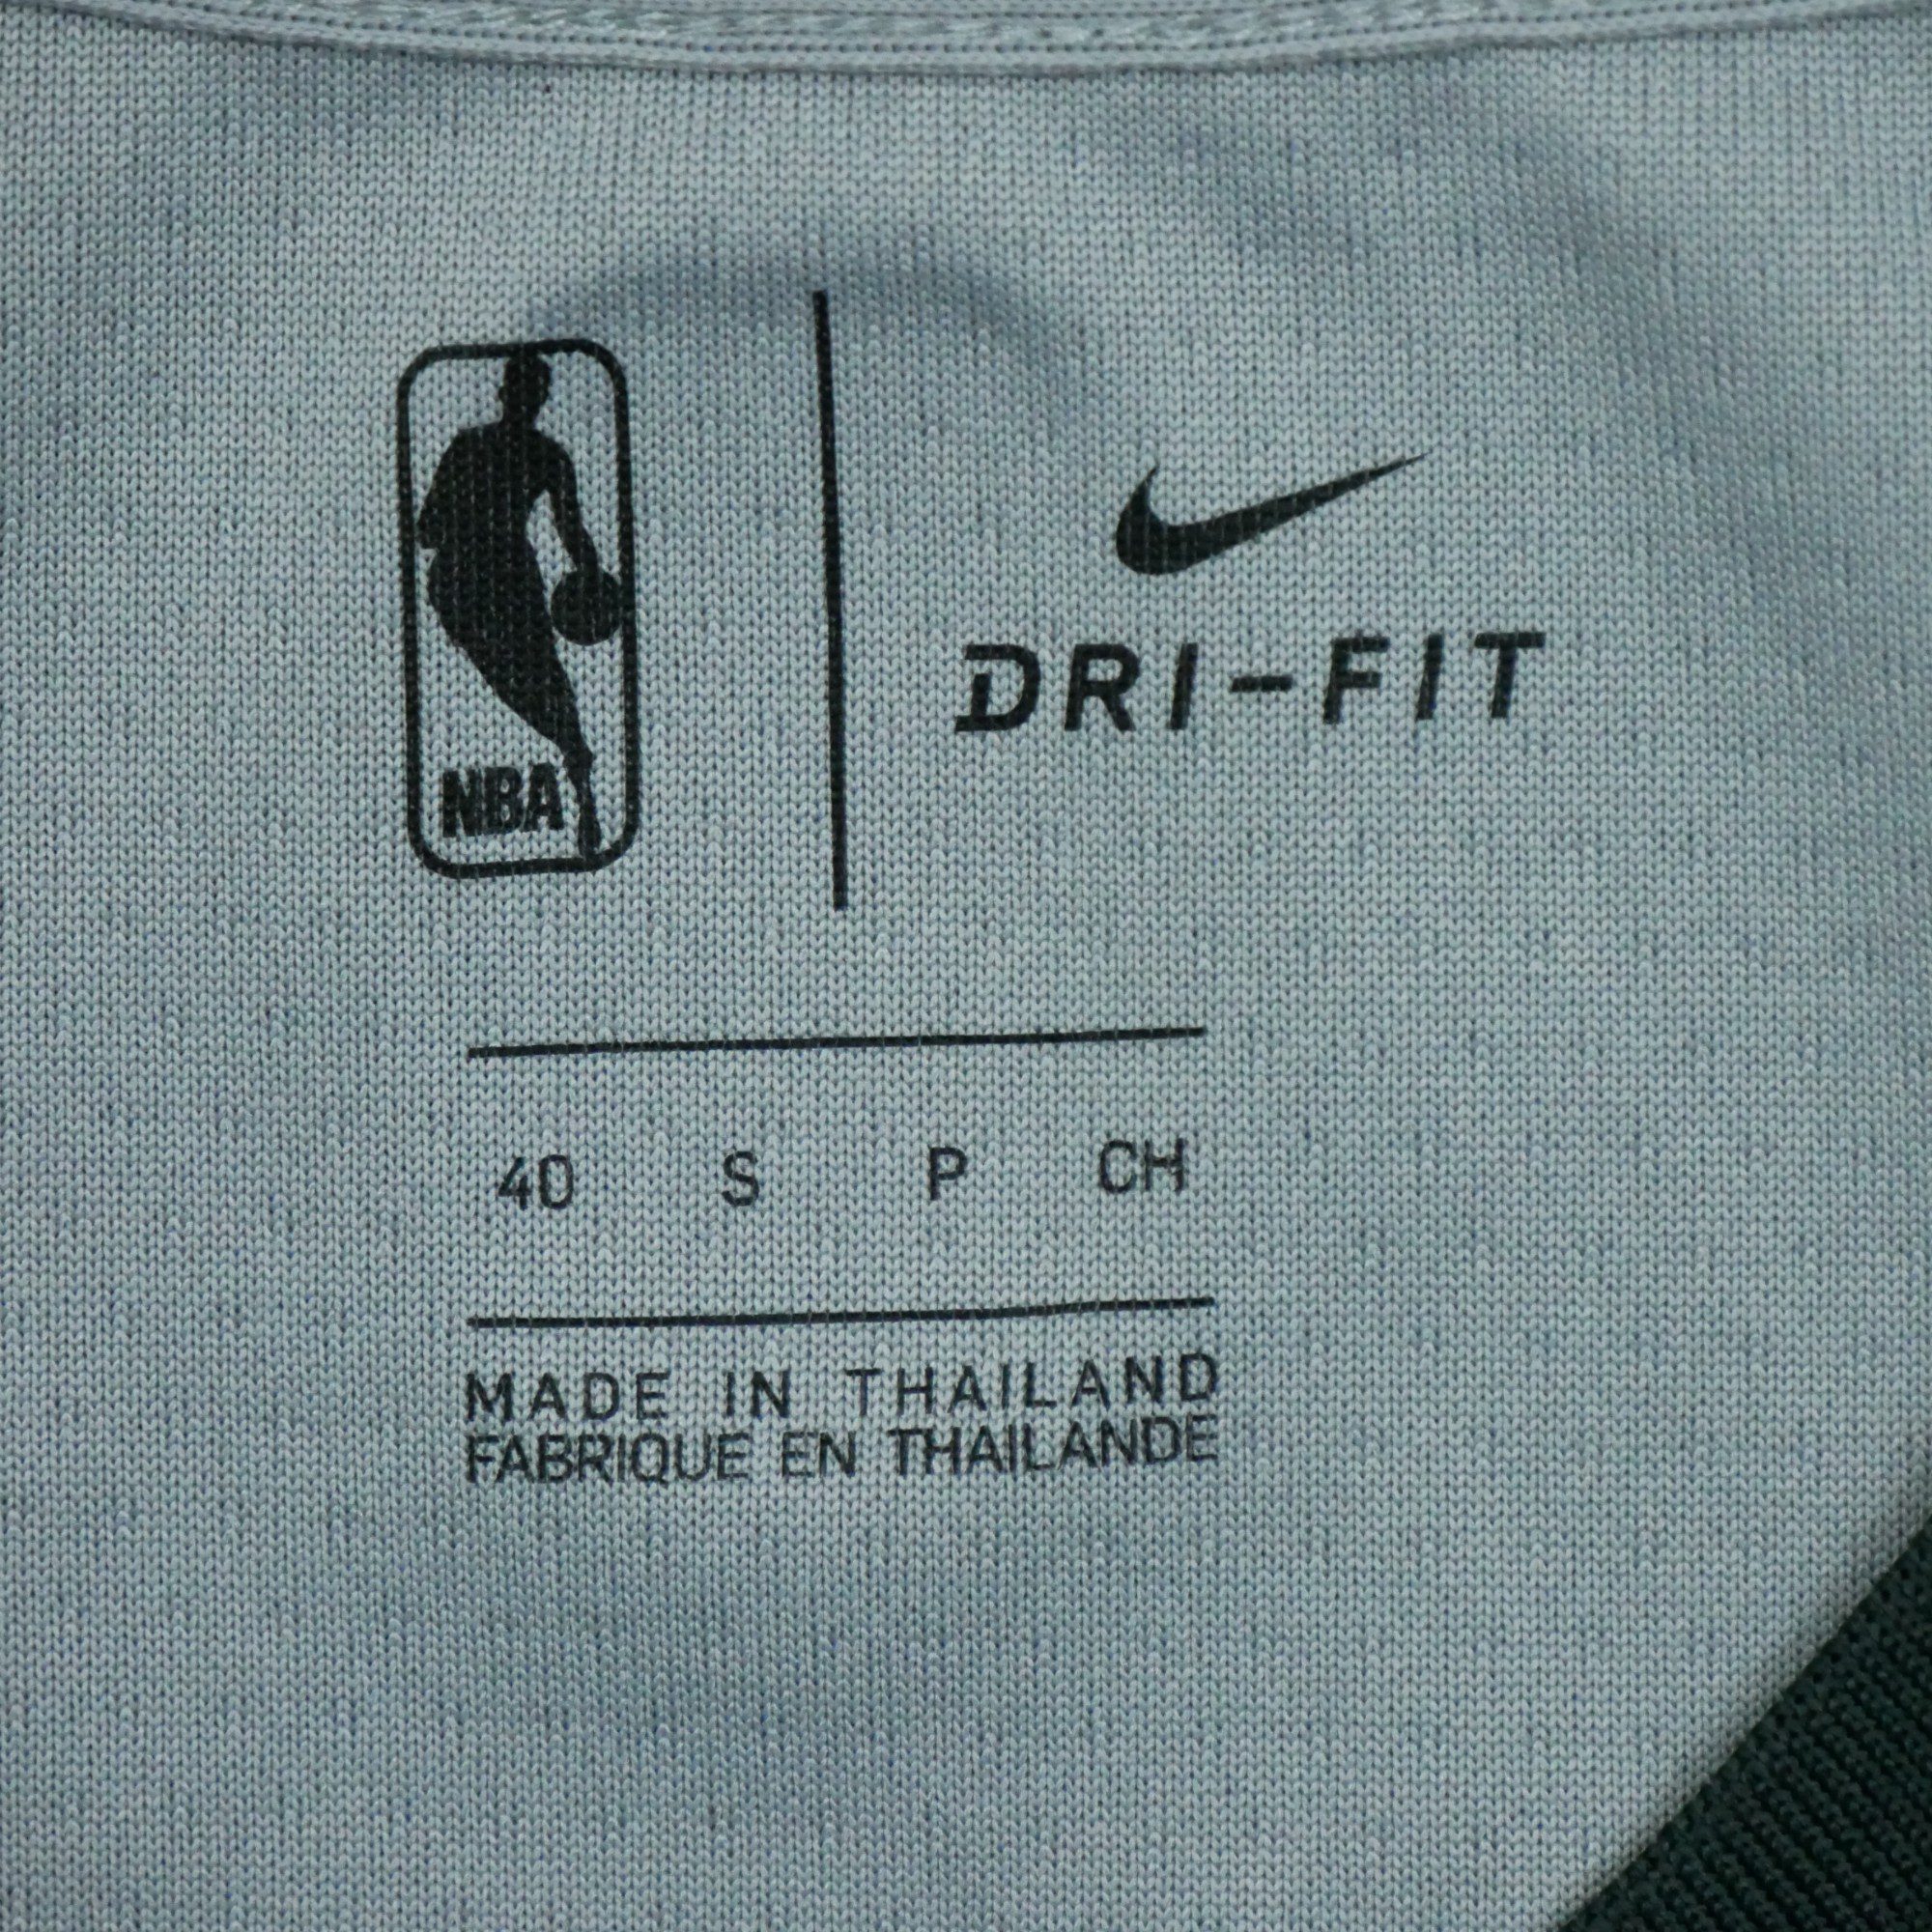 NBA
DRI-FIT
40 S P CH
MADE IN THAILAND
FABRIQUE EN THAILANDE